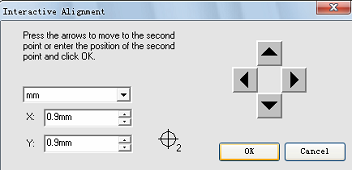 Interactive Alignment
Press the arrows to move to the second
point or enter the position of the second
point and click OK.
mm
X: 0.9mm
Y: 0.9mm
2
OK
Cancel